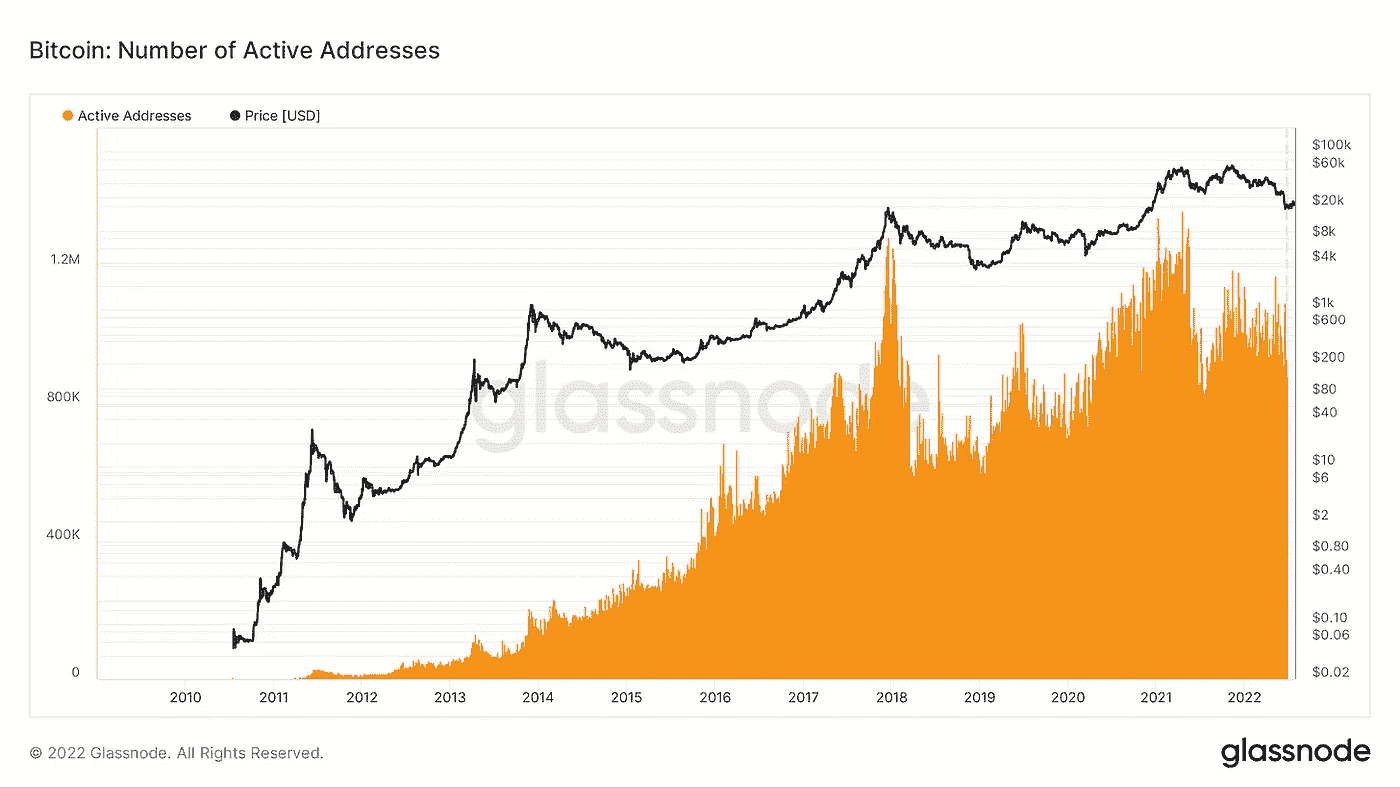 Bitcoin: Number of Active Addresses
Active Addresses Price [USD]
1.2M
800K
400K
0
$100k
$60k
$20k
$8k
$4k
$1k
$600
$200
$80
$40
$10
$6
$2
$0.80
$0.40
$0.10
$0.06
$0.02
glassnode
2010 2011 2012 2013 2014 2015 2016 2017 2018 2019 2020 2021 2022
© 2022 Glassnode. All Rights Reserved.
glassnode